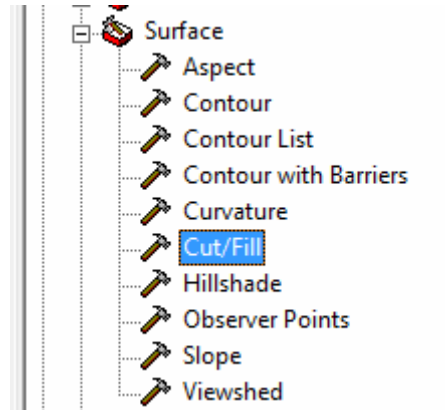 Surface
Aspect
Contour
Contour List
Contour with Barriers
Curvature
Cut/Fill
Hillshade
Observer Points
Slope
Viewshed